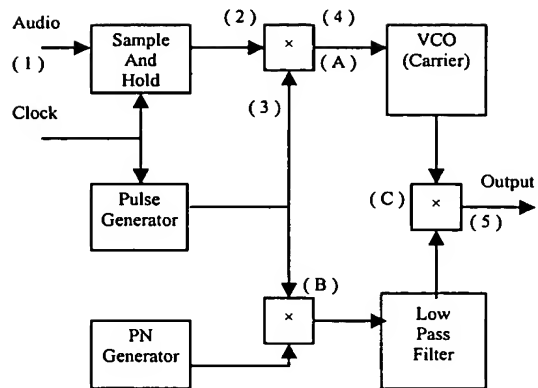 Audio
( 1 )
Sample
And
Hold
( 2 )
×
( 4 )
( A )
VCO
(Carrier)
Clock
( 3 )
Pulse
Generator
( C )
×
Output
( 5 )
( B )
×
PN
Generator
Low
Pass
Filter